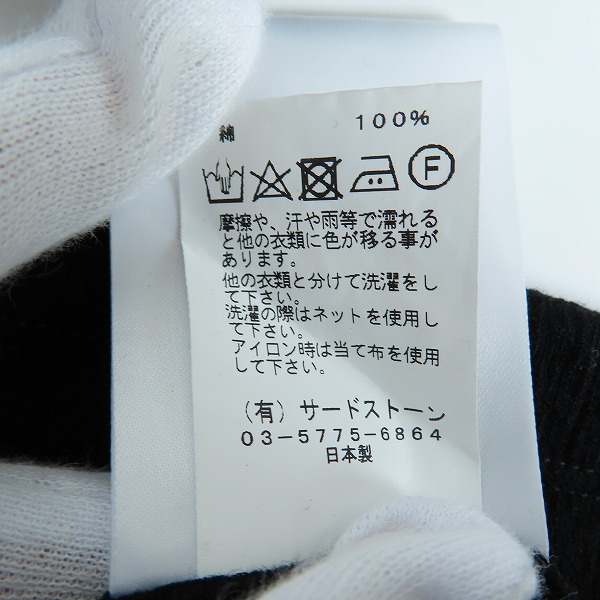 綿 100%
F
摩擦や、汗や雨等で濡れる
と他の衣類に色が移る事が
あります。
他の衣類と分けて洗濯をし
て下さい。
洗濯の際はネットを使用し
て下さい。
アイロン時は当て布を使用
して下さい。
(有) サードストーン
03-5775-6864
日本製